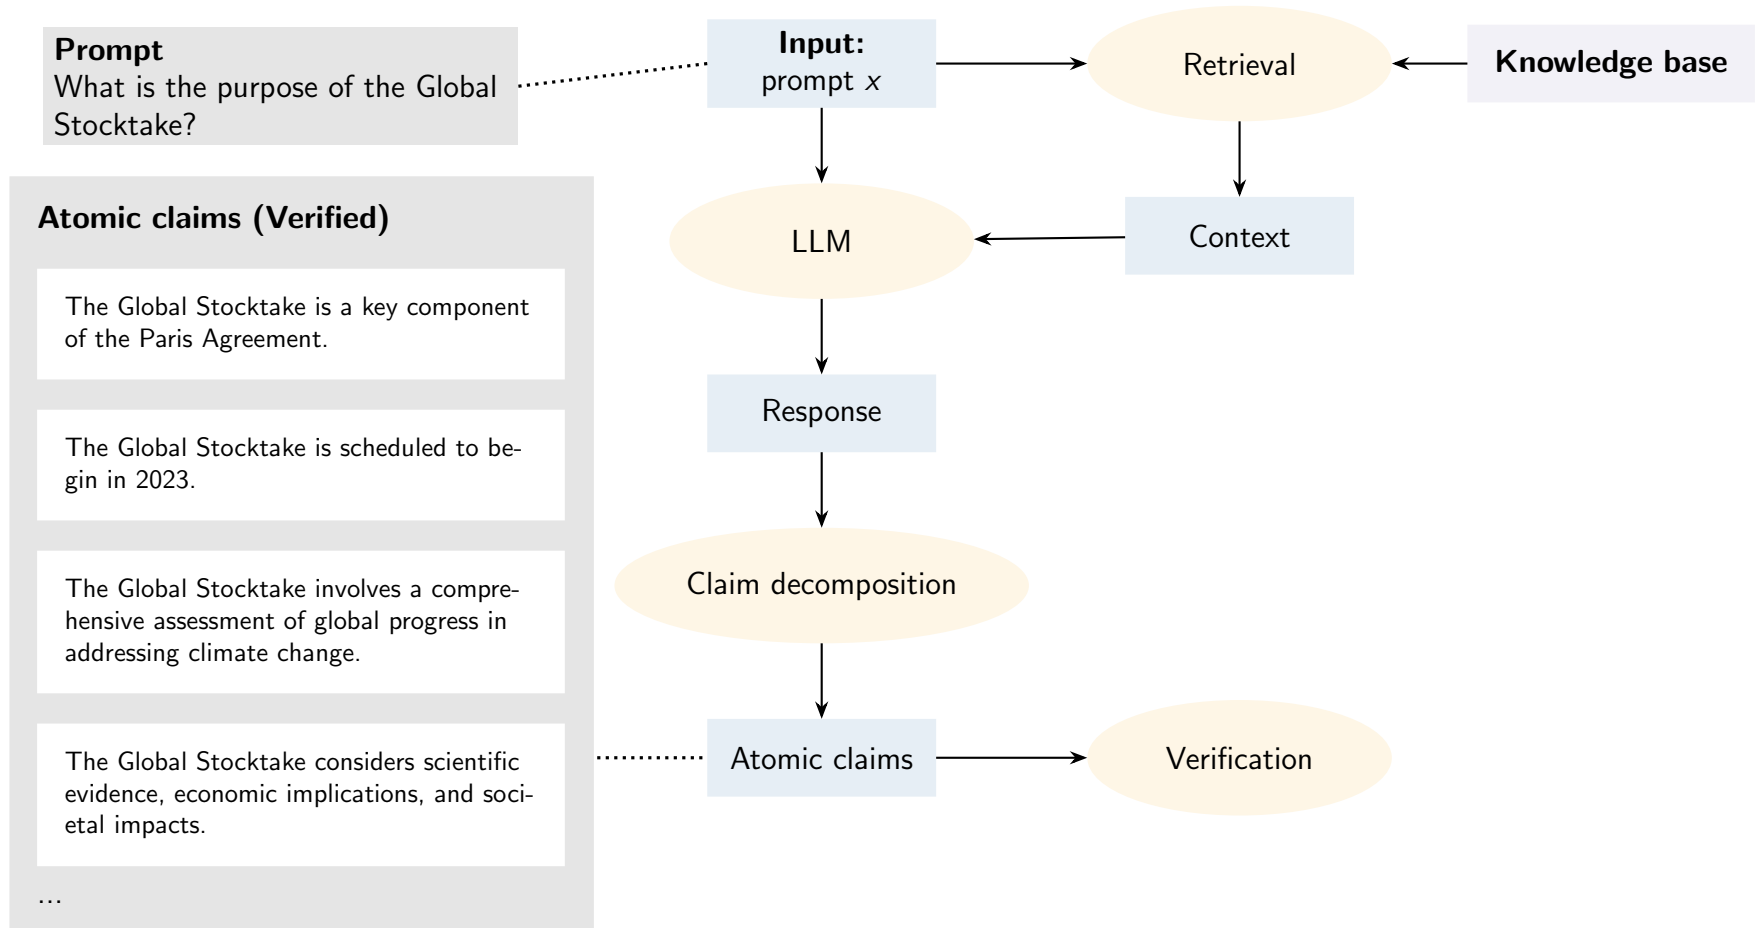 Prompt
What is the purpose of the Global
Stocktake?
Input:
prompt x
Retrieval
Knowledge base
Atomic claims (Verified)
The Global Stocktake is a key component
of the Paris Agreement.
The Global Stocktake is scheduled to be-
gin in 2023.
The Global Stocktake involves a compre-
hensive assessment of global progress in
addressing climate change.
The Global Stocktake considers scientific
evidence, economic implications, and soci-
etal impacts.
...
LLM
Context
Response
Claim decomposition
Atomic claims
Verification